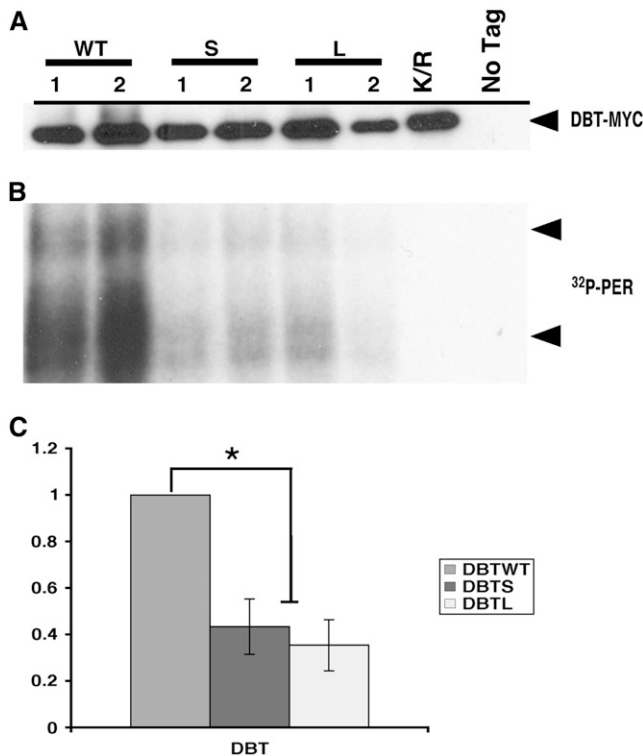 A
WT S L K/R No Tag
1 2 1 2 1 2
DBT-MYC
B
32P-PER
C
1.2
1
0.8
0.6
0.4
0.2
0
*
DBT
DBTWT
DBTS
DBTL